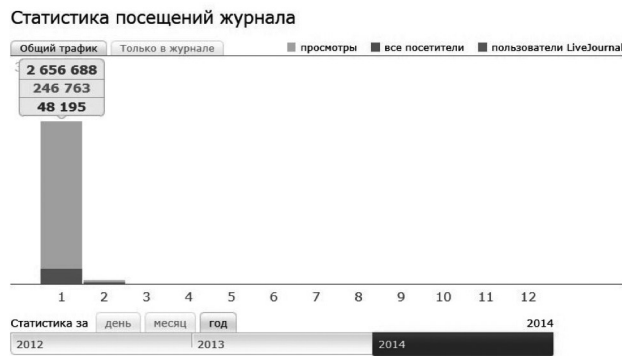 Статистика посещений журнала
Общий трафик Только в журнале просмотры все посетители пользователи LiveJournal
2 656 688
246 763
48 195
1 2 3 4 5 6 7 8 9 10 11 12
Статистика за день месяц год 2014
2012 2013 2014